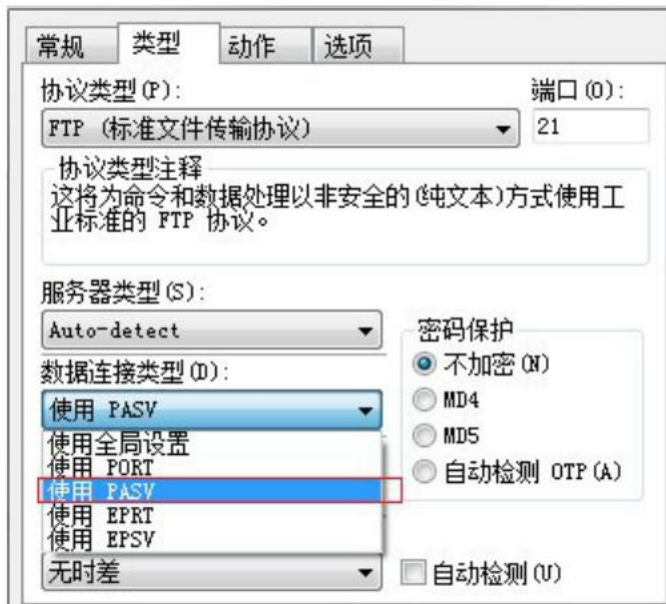 常规 类型 动作 选项
协议类型(P): 端口(O):
FTP (标准文件传输协议) 21
协议类型注释
这将为命令和数据处理以非安全的(纯文本)方式使用工
业标准的 FTP 协议。
服务器类型(S):
Auto-detect
密码保护
不加密(N)
MD4
MD5
自动检测 OTP(A)
数据连接类型(D):
使用 PASV
使用全局设置
使用 PORT
使用 PASV
使用 EPRT
使用 EPSV
无时差
自动检测(U)